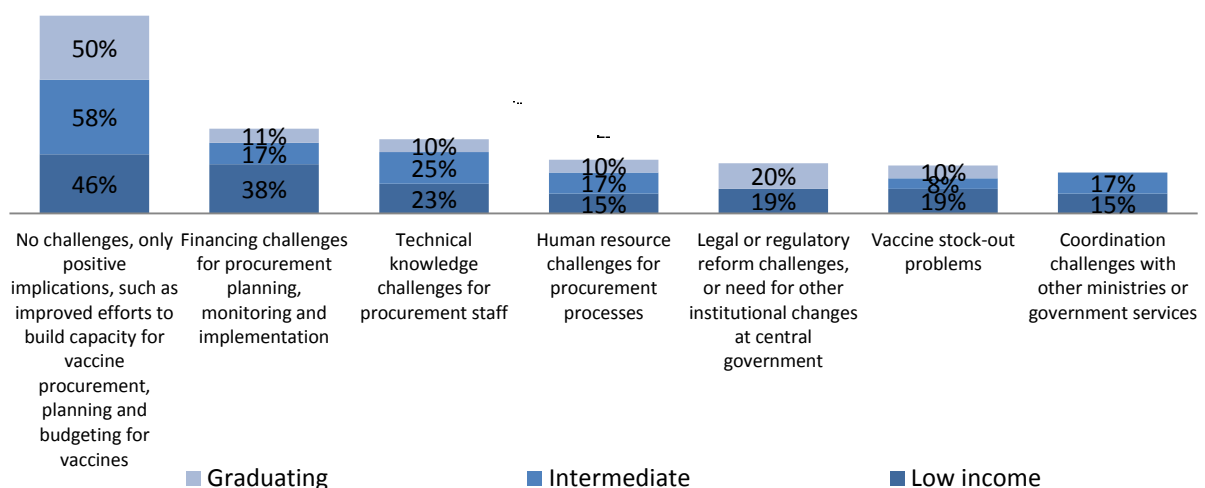 50%
58%
46%
11%
17%
38%
10%
25%
23%
10%
17%
15%
20%
19%
10%
8%
19%
17%
15%
No challenges, only
positive
implications, such as
improved efforts to
build capacity for
vaccine
procurement,
planning and
budgeting for
vaccines
Financing challenges
for procurement
planning,
monitoring and
implementation
Technical
knowledge
challenges for
procurement staff
Human resource
challenges for
procurement
processes
Legal or regulatory
reform challenges,
or need for other
institutional changes
at central
government
Vaccine stock-out
problems
Coordination
challenges with
other ministries or
government services
Graduating
Intermediate
Low income